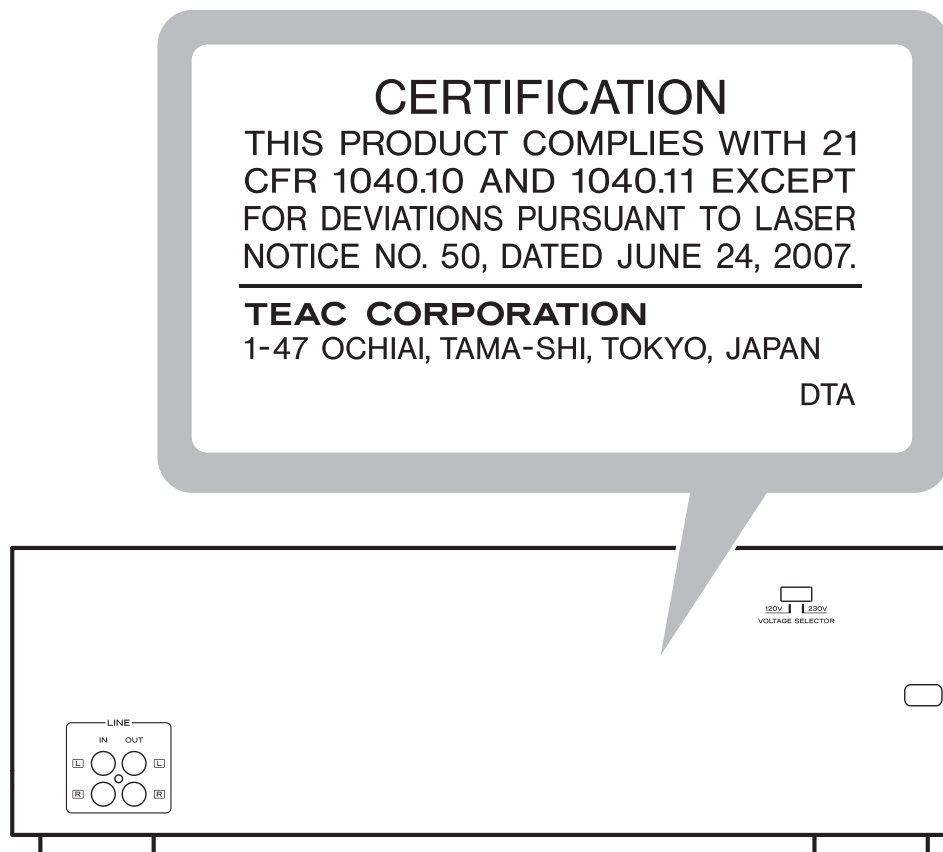 CERTIFICATION
THIS PRODUCT COMPLIES WITH 21
CFR 1040.10 AND 1040.11 EXCEPT
FOR DEVIATIONS PURSUANT TO LASER
NOTICE NO. 50, DATED JUNE 24, 2007.
TEAC CORPORATION
1-47 OCHIAI, TAMA-SHI, TOKYO, JAPAN
DTA
120V 230V
VOLTAGE SELECTOR
LINE
IN OUT
L L
R R